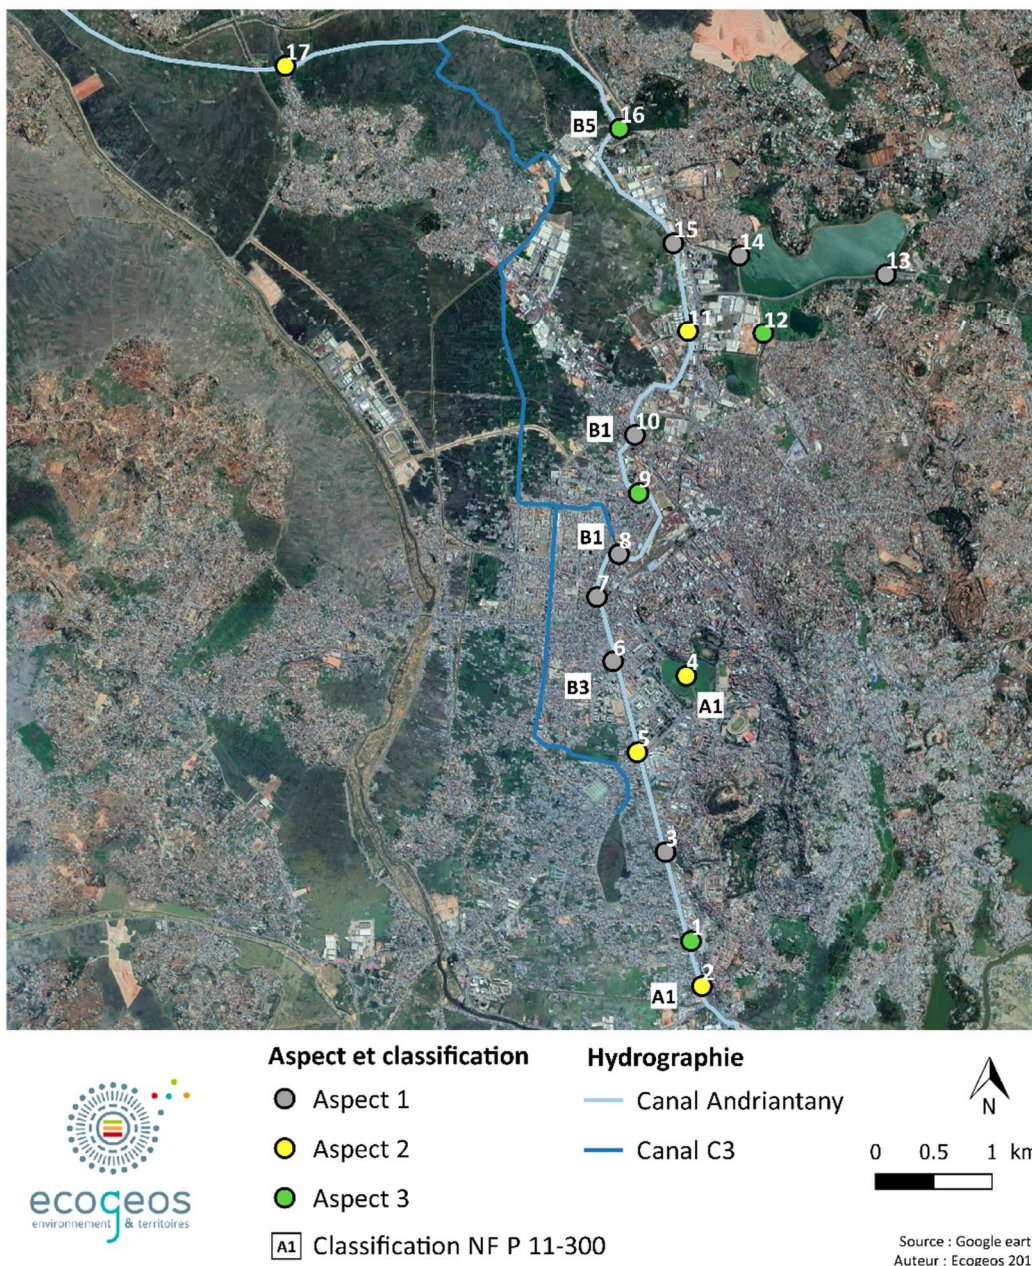 17
B5
16
15
14
13
11
12
B1
10
9
B1
8
7
6
4
B3
A1
5
3
1
2
A1
Aspect et classification
Hydrographie
Aspect 1
Canal Andriantany
N
Aspect 2
Canal C3
0 0.5 1 km
Aspect 3
ecogeos
environnement & territoires
A1 Classification NF P 11-300
Source : Google eart
Auteur : Ecogeos 201